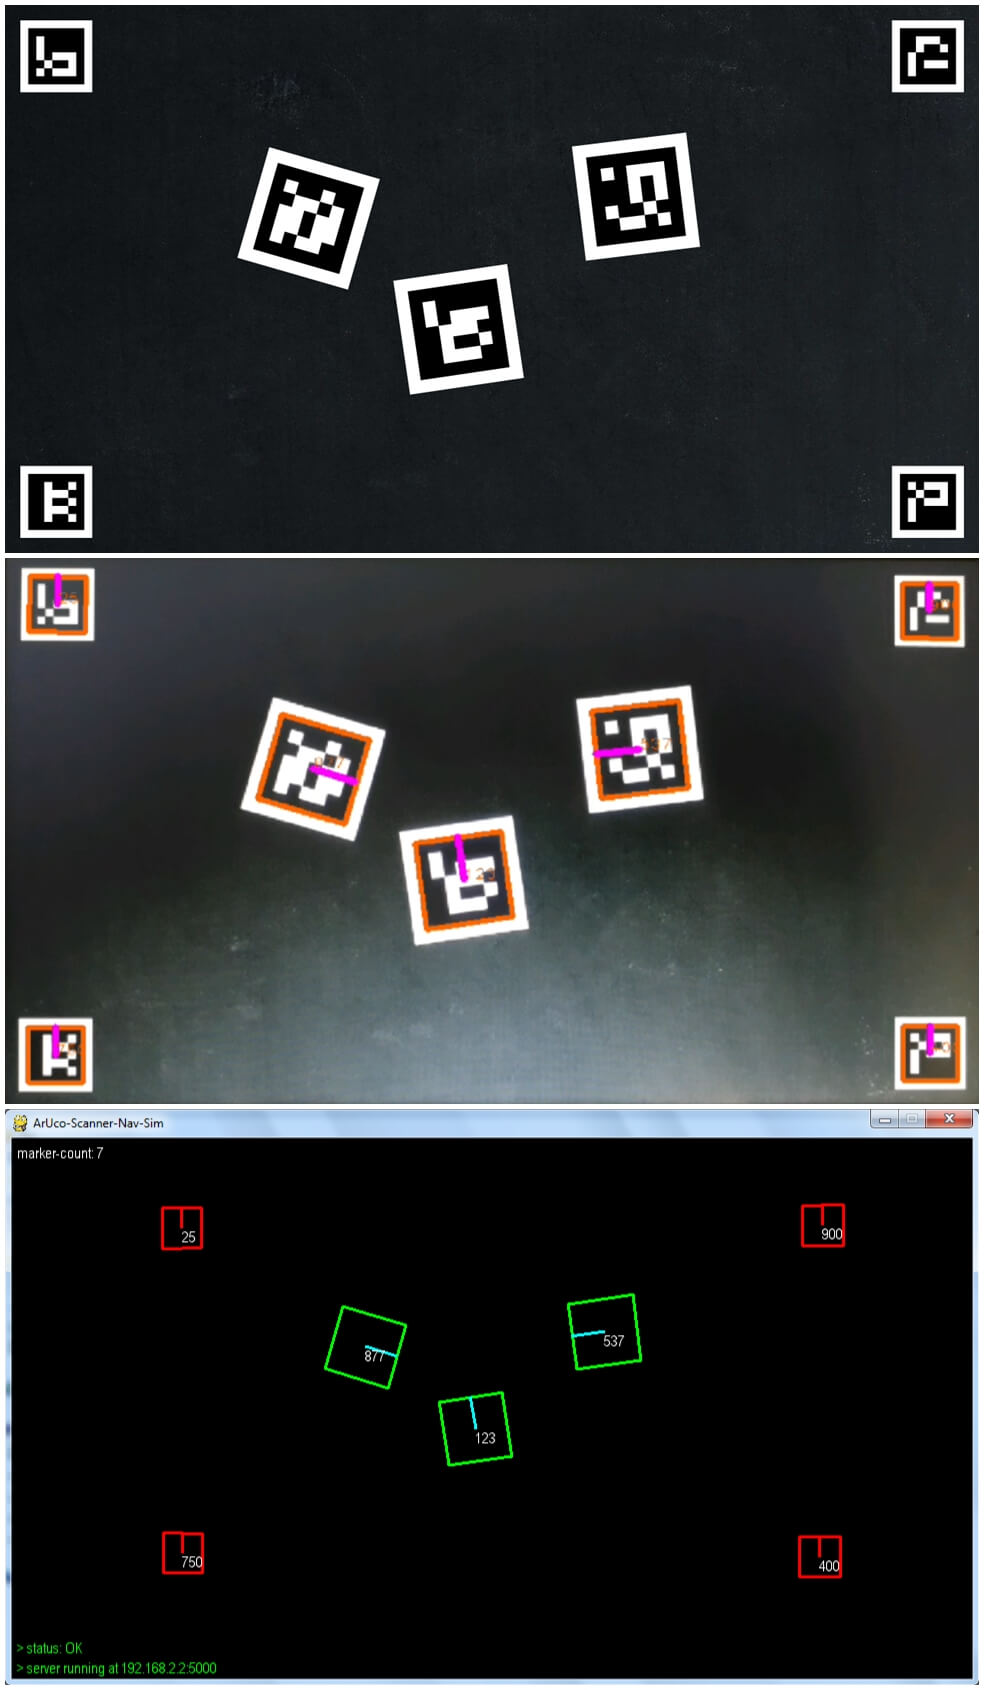 ArUco-Scanner-Nav-Sim
marker-count: 7
25
900
877
537
123
750
400
> status: OK
> server running at 192.168.2.2:5000